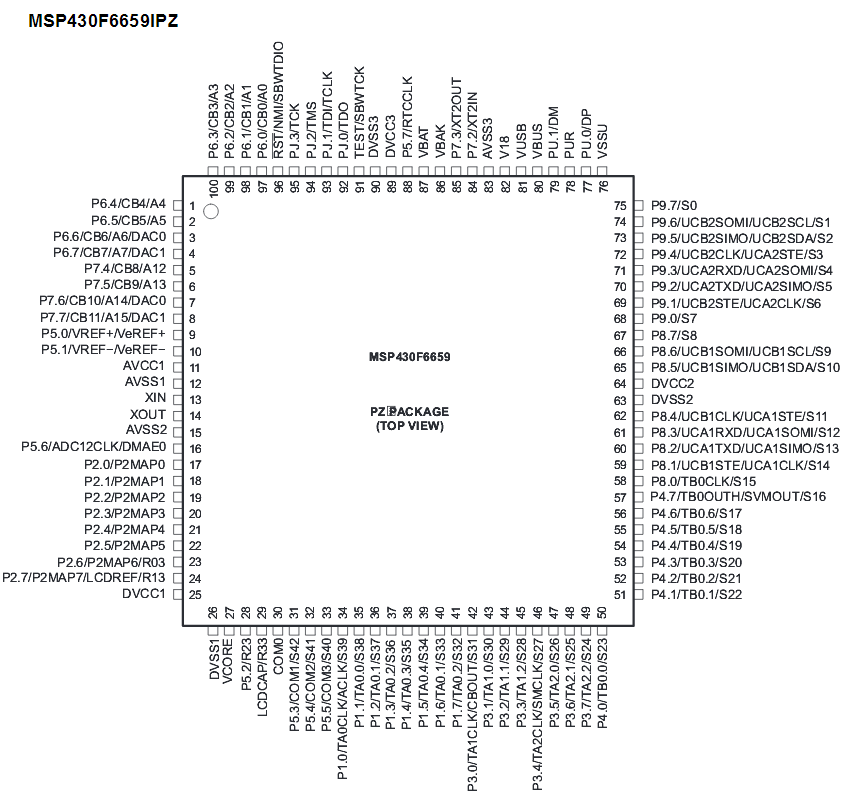 MSP430F6659IPZ
P6.3/CB3/A3
P6.2/CB2/A2
P6.1/CB1/A1
P6.0/CB0/A0
RST/NMI/SBWTDIO
PJ.3/TCK
PJ.2/TMS
PJ.1/TDI/TCLK
PJ.0/TDO
TEST/SBWTCK
DVSS3
DVCC3
P5.7/RTCCLK
VBAT
VBAK
P7.3/XT2OUT
P7.2/XT2IN
AVSS3
V18
VUSB
VBUS
PU.1/DM
PUR
PU.0/DP
VSSU
100 99 98 97 96 95 94 93 92 91 90 89 88 87 86 85 84 83 82 81 80 79 78 77 76
P6.4/CB4/A4 1
P6.5/CB5/A5 2
P6.6/CB6/A6/DAC0 3
P6.7/CB7/A7/DAC1 4
P7.4/CB8/A12 5
P7.5/CB9/A13 6
P7.6/CB10/A14/DAC0 7
P7.7/CB11/A15/DAC1 8
P5.0/VREF+/VeREF+ 9
P5.1/VREF−/VeREF− 10
AVCC1 11
AVSS1 12
XIN 13
XOUT 14
AVSS2 15
P5.6/ADC12CLK/DMAE0 16
P2.0/P2MAP0 17
P2.1/P2MAP1 18
P2.2/P2MAP2 19
P2.3/P2MAP3 20
P2.4/P2MAP4 21
P2.5/P2MAP5 22
P2.6/P2MAP6/R03 23
P2.7/P2MAP7/LCDREF/R13 24
DVCC1 25
MSP430F6659
PZ PACKAGE
(TOP VIEW)
75 P9.7/S0
74 P9.6/UCB2SOMI/UCB2SCL/S1
73 P9.5/UCB2SIMO/UCB2SDA/S2
72 P9.4/UCB2CLK/UCA2STE/S3
71 P9.3/UCA2RXD/UCA2SOMI/S4
70 P9.2/UCA2TXD/UCA2SIMO/S5
69 P9.1/UCB2STE/UCA2CLK/S6
68 P9.0/S7
67 P8.7/S8
66 P8.6/UCB1SOMI/UCB1SCL/S9
65 P8.5/UCB1SIMO/UCB1SDA/S10
64 DVCC2
63 DVSS2
62 P8.4/UCB1CLK/UCA1STE/S11
61 P8.3/UCA1RXD/UCA1SOMI/S12
60 P8.2/UCA1TXD/UCA1SIMO/S13
59 P8.1/UCB1STE/UCA1CLK/S14
58 P8.0/TB0CLK/S15
57 P4.7/TB0OUTH/SVMOUT/S16
56 P4.6/TB0.6/S17
55 P4.5/TB0.5/S18
54 P4.4/TB0.4/S19
53 P4.3/TB0.3/S20
52 P4.2/TB0.2/S21
51 P4.1/TB0.1/S22
26 27 28 29 30 31 32 33 34 35 36 37 38 39 40 41 42 43 44 45 46 47 48 49 50
DVSS1
VCORE
P5.2/R23
LCDCAP/R33
COM0
P5.3/COM1/S42
P5.4/COM2/S41
P5.5/COM3/S40
P1.0/TA0CLK/ACLK/S39
P1.1/TA0.0/S38
P1.2/TA0.1/S37
P1.3/TA0.2/S36
P1.4/TA0.3/S35
P1.5/TA0.4/S34
P1.6/TA0.1/S33
P1.7/TA0.2/S32
P3.0/TA1CLK/CBOUT/S31
P3.1/TA1.0/S30
P3.2/TA1.1/S29
P3.3/TA1.2/S28
P3.4/TA2CLK/SMCLK/S27
P3.5/TA2.0/S26
P3.6/TA2.1/S25
P3.7/TA2.2/S24
P4.0/TB0.0/S23